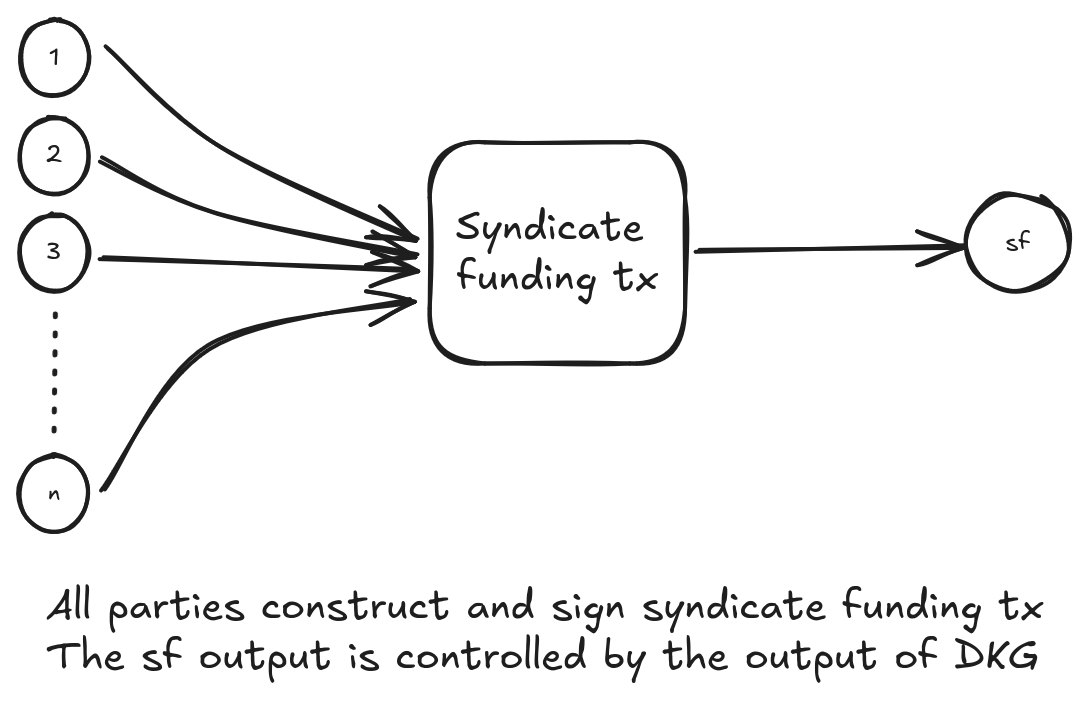 1
2
3
n
Syndicate
funding tx
sf
All parties construct and sign syndicate funding tx
The sf output is controlled by the output of DKG